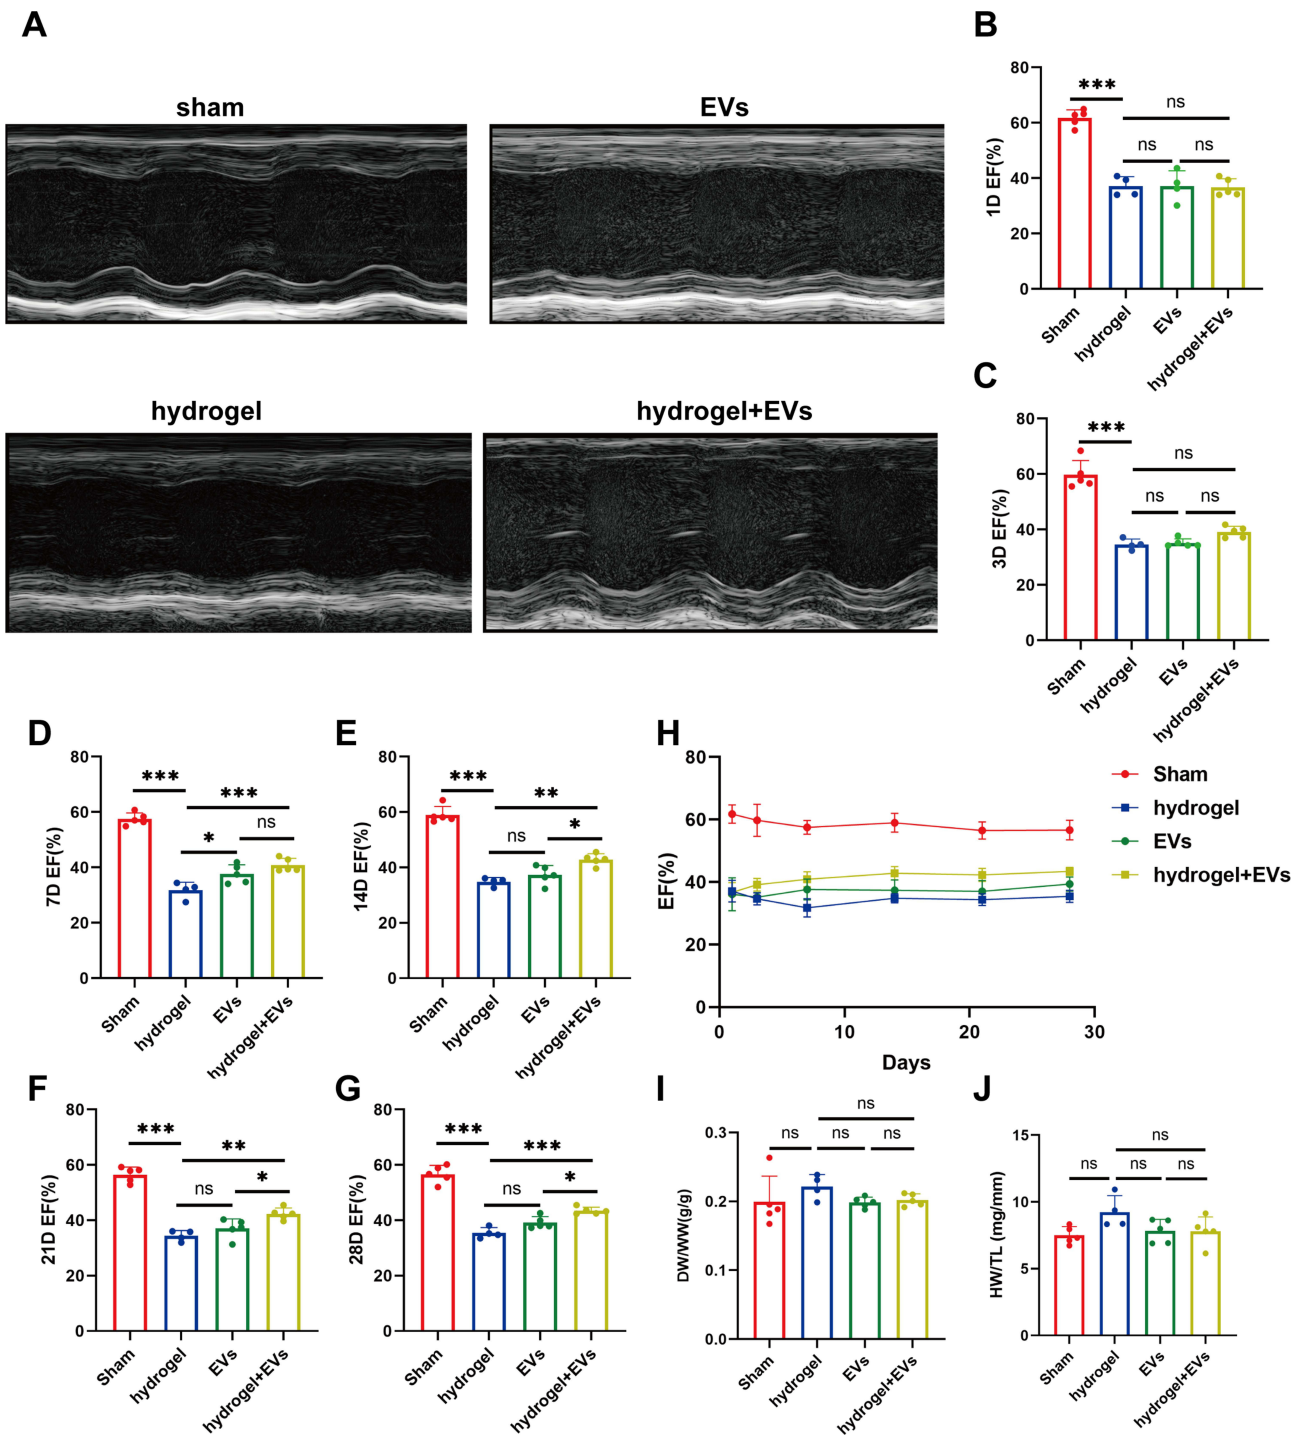 A
sham
EVs
hydrogel
hydrogel+EVs
B
1D EF(%)
80
60
40
20
0
***
ns
ns
ns
Sham
hydrogel
EVs
hydrogel+EVs
C
3D EF(%)
80
60
40
20
0
***
ns
ns
ns
Sham
hydrogel
EVs
hydrogel+EVs
D
7D EF(%)
80
60
40
20
0
***
***
*
ns
Sham
hydrogel
EVs
hydrogel+EVs
E
14D EF(%)
80
60
40
20
0
***
**
ns
*
Sham
hydrogel
EVs
hydrogel+EVs
H
EF(%)
80
60
40
20
0
0
10
20
30
Days
Sham
hydrogel
EVs
hydrogel+EVs
F
21D EF(%)
80
60
40
20
0
***
**
ns
*
Sham
hydrogel
EVs
hydrogel+EVs
G
28D EF(%)
80
60
40
20
0
***
***
ns
*
Sham
hydrogel
EVs
hydrogel+EVs
I
DW/WW(g/g)
0.3
0.2
0.1
0.0
ns
ns
ns
ns
Sham
hydrogel
EVs
hydrogel+EVs
J
HW/TL (mg/mm)
15
10
5
0
ns
ns
ns
ns
Sham
hydrogel
EVs
hydrogel+EVs